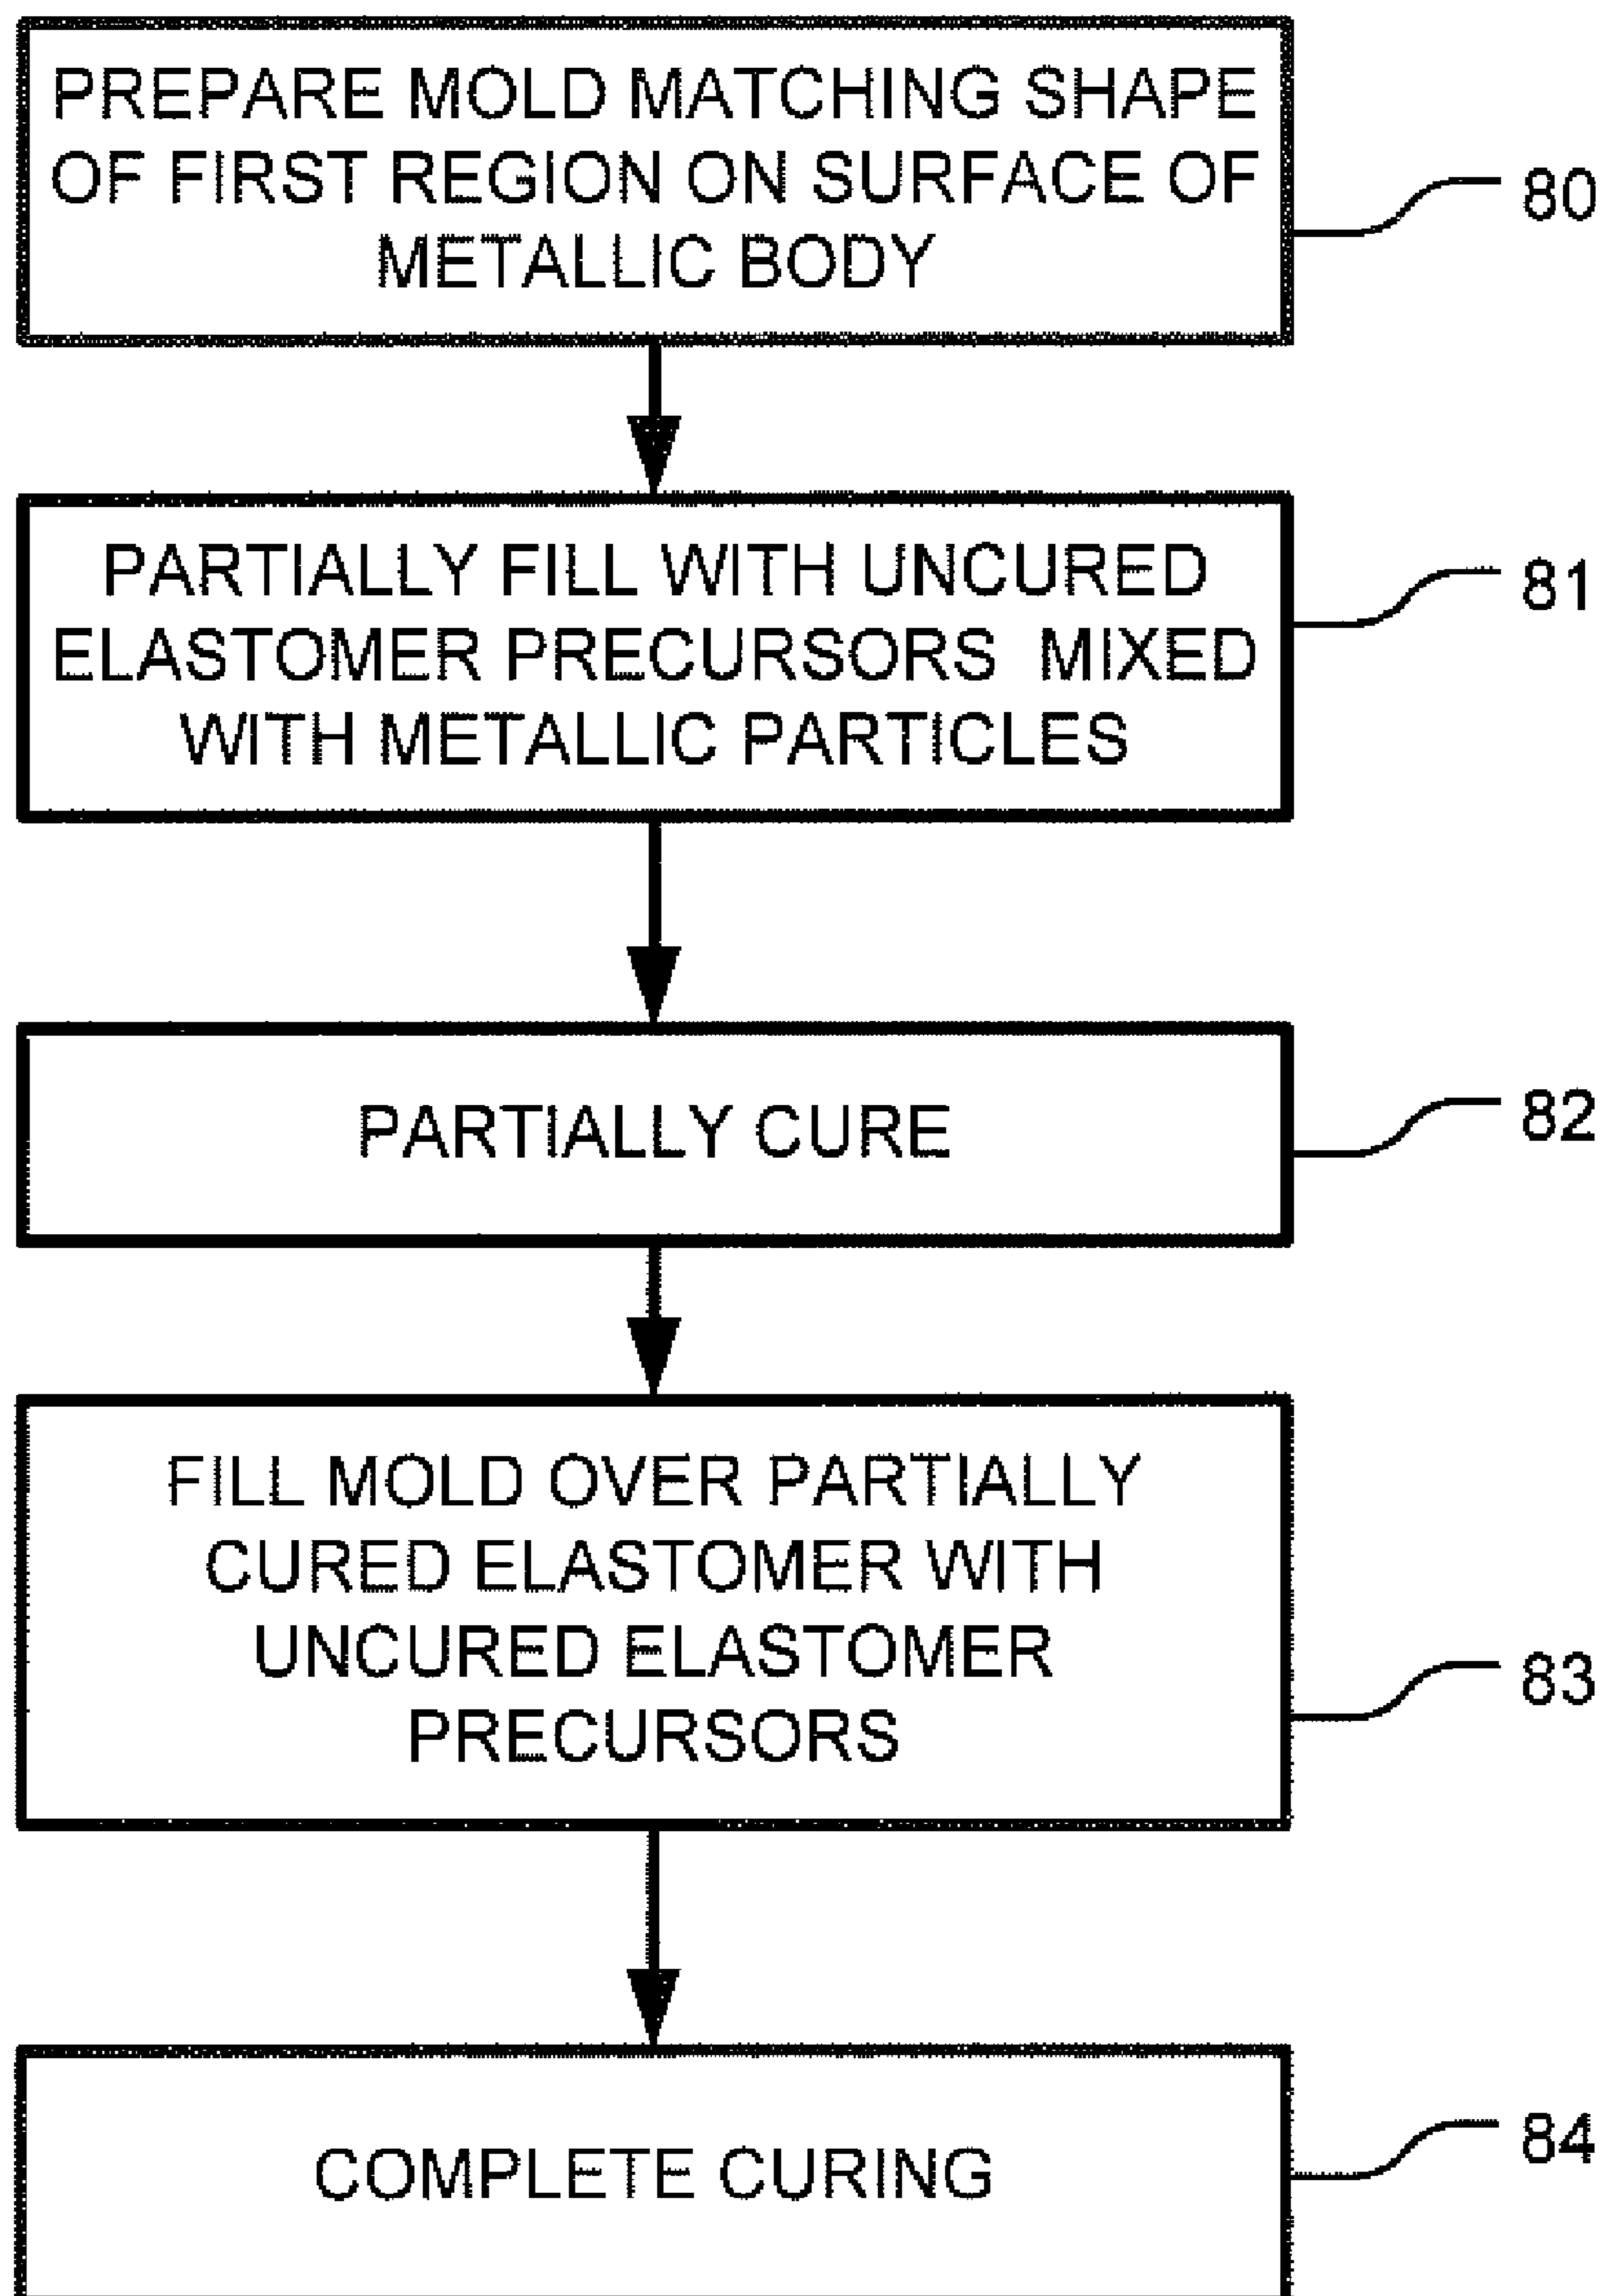 PREPARE MOLD MATCHING SHAPE
OF FIRST REGION ON SURFACE OF
METALLIC BODY
80
PARTIALLY FILL WITH UNCURED
ELASTOMER PRECURSORS MIXED
WITH METALLIC PARTICLES
81
PARTIALLY CURE
82
FILL MOLD OVER PARTIALLY
CURED ELASTOMER WITH
UNCURED ELASTOMER
PRECURSORS
83
COMPLETE CURING
84